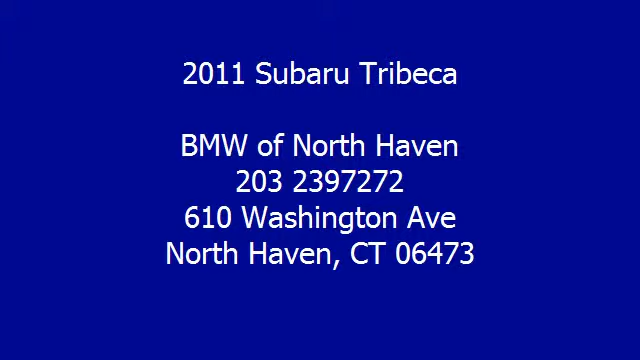 2011 Subaru Tribeca
BMW of North Haven
203 2397272
610 Washington Ave
North Haven, CT 06473